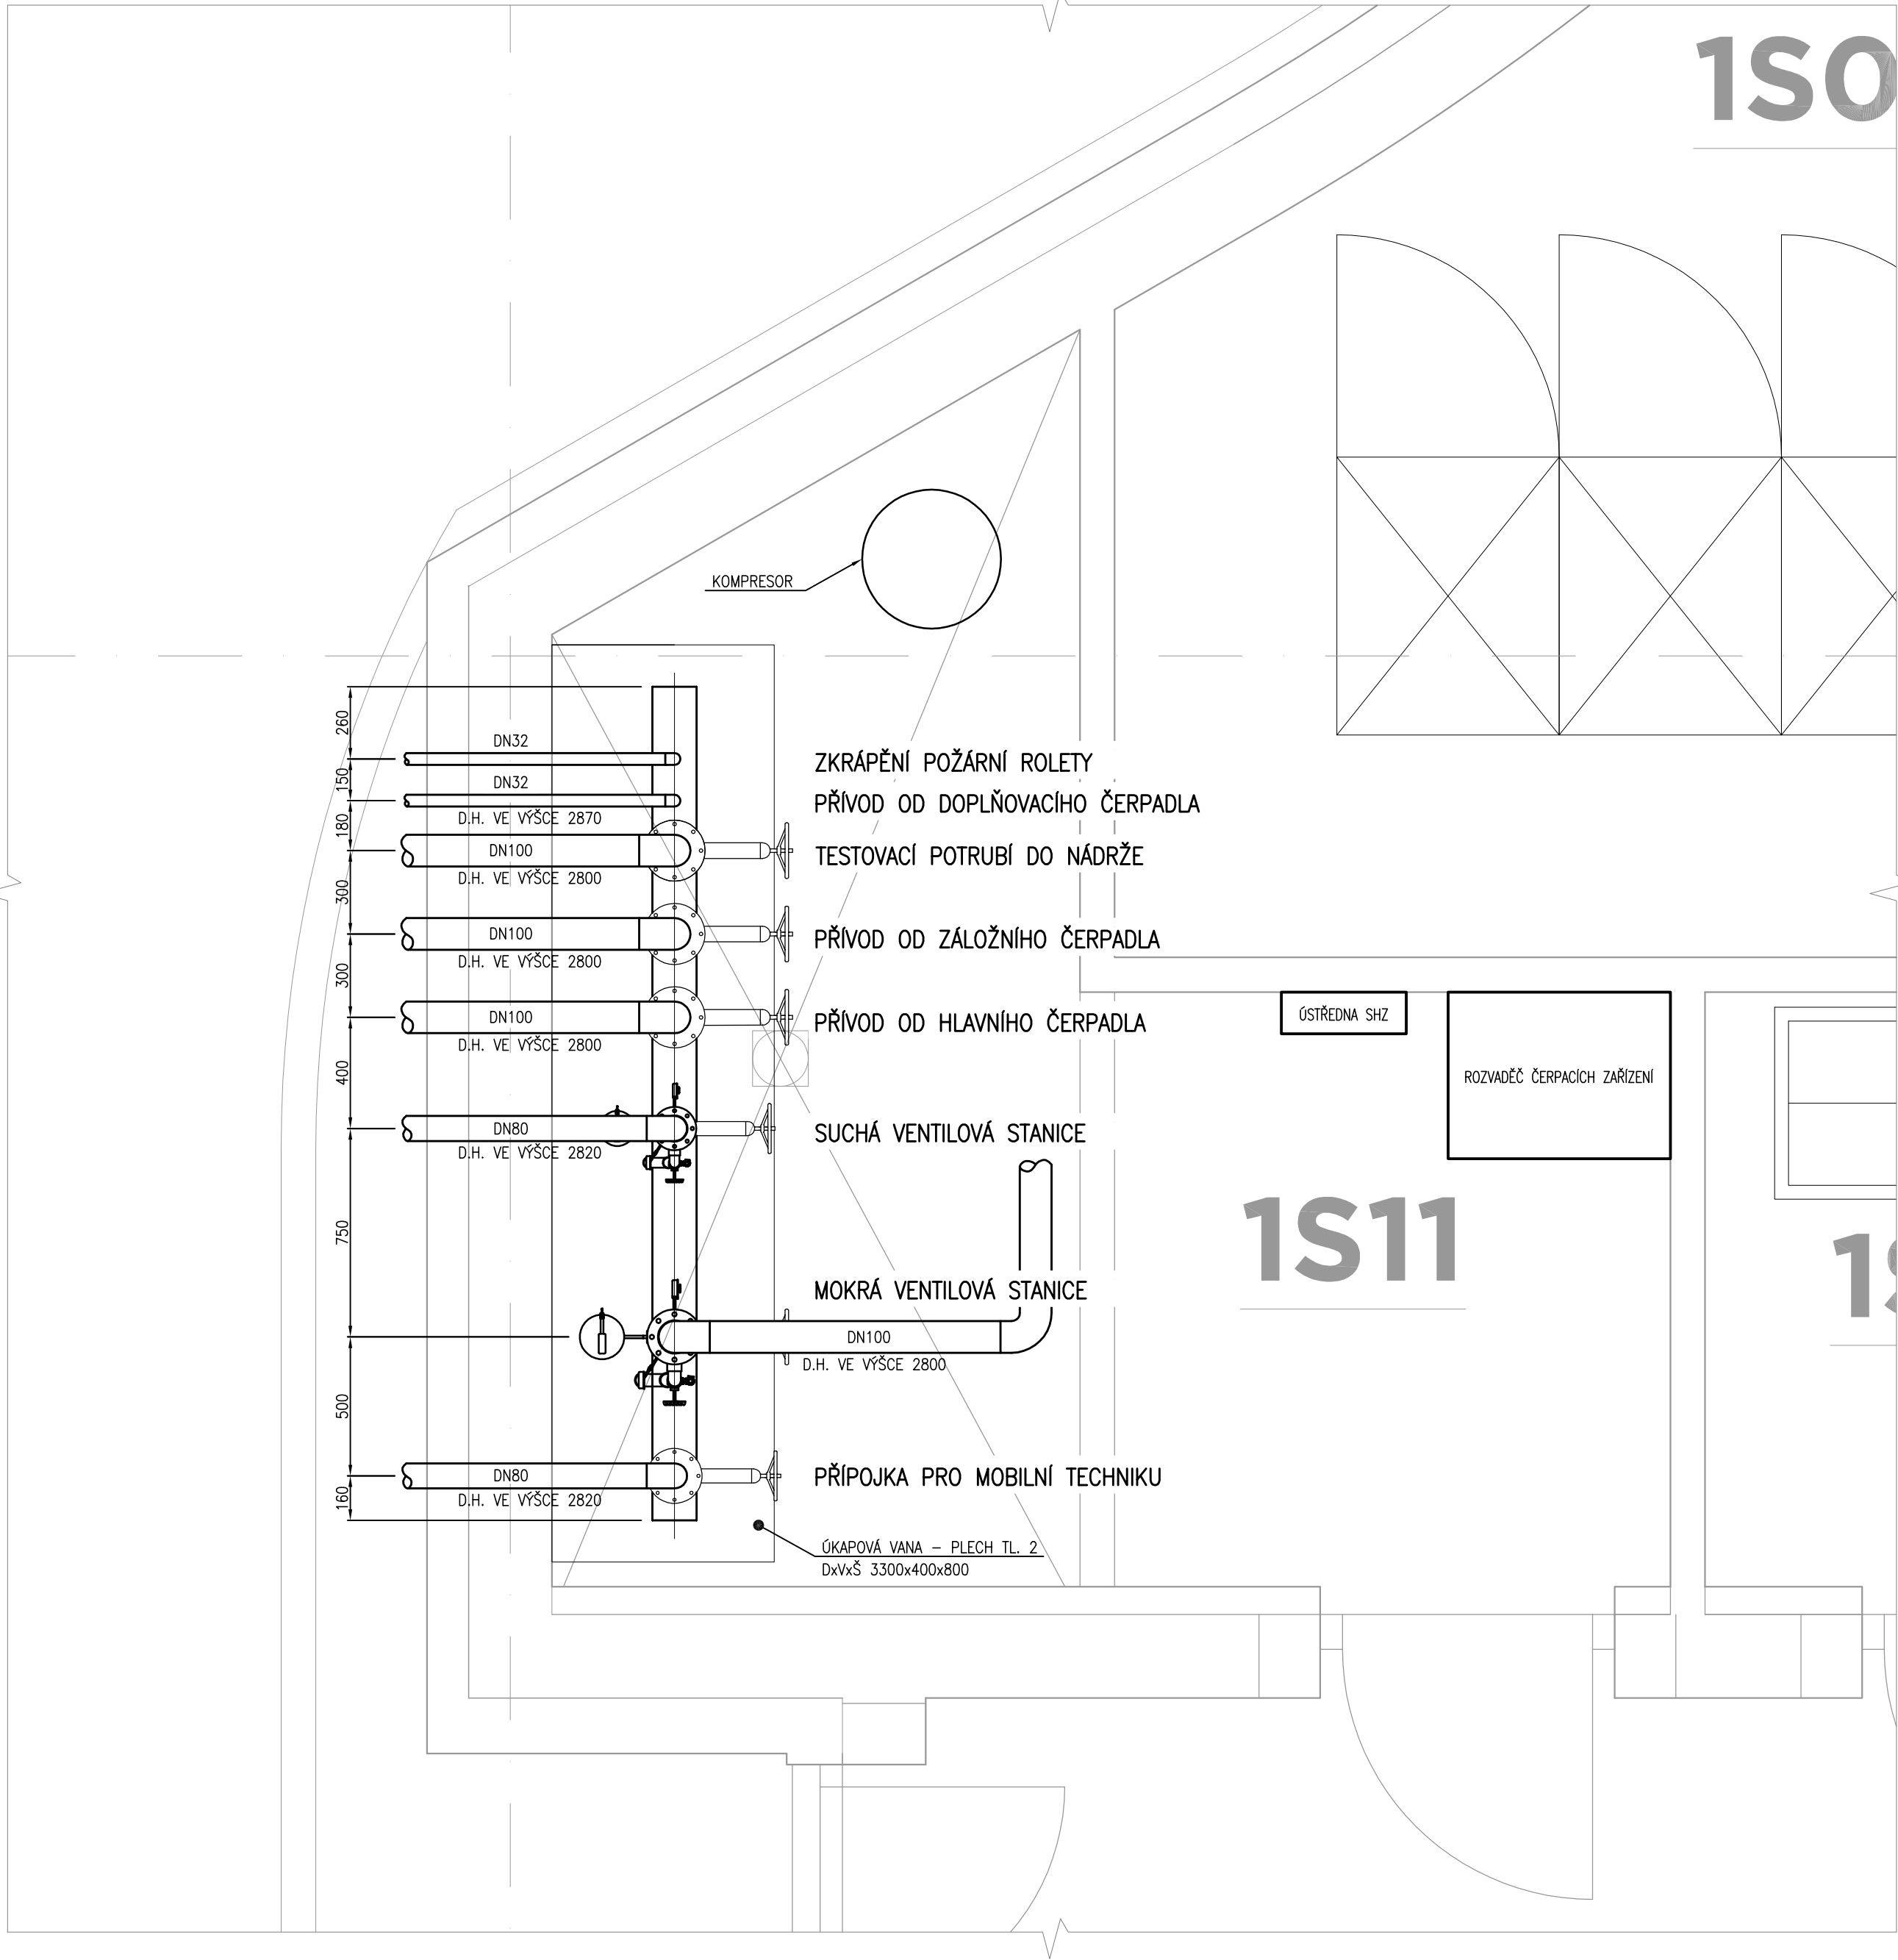 1S0
KOMPRESOR
260
DN32
ZKRÁPĚNÍ POŽÁRNÍ ROLETY
150
DN32
PŘÍVOD OD DOPLŇOVACÍHO ČERPADLA
D.H. VE VÝŠCE 2870
180
DN100
TESTOVACÍ POTRUBÍ DO NÁDRŽE
D.H. VE VÝŠCE 2800
300
DN100
PŘÍVOD OD ZÁLOŽNÍHO ČERPADLA
D.H. VE VÝŠCE 2800
300
DN100
PŘÍVOD OD HLAVNÍHO ČERPADLA
D.H. VE VÝŠCE 2800
ÚSTŘEDNA SHZ
ROZVADĚČ ČERPACÍCH ZAŘÍZENÍ
400
DN80
SUCHÁ VENTILOVÁ STANICE
D.H. VE VÝŠCE 2820
750
1S11
MOKRÁ VENTILOVÁ STANICE
DN100
D.H. VE VÝŠCE 2800
500
DN80
PŘÍPOJKA PRO MOBILNÍ TECHNIKU
D.H. VE VÝŠCE 2820
160
ÚKAPOVÁ VANA – PLECH TL. 2
DxVxŠ 3300x400x800